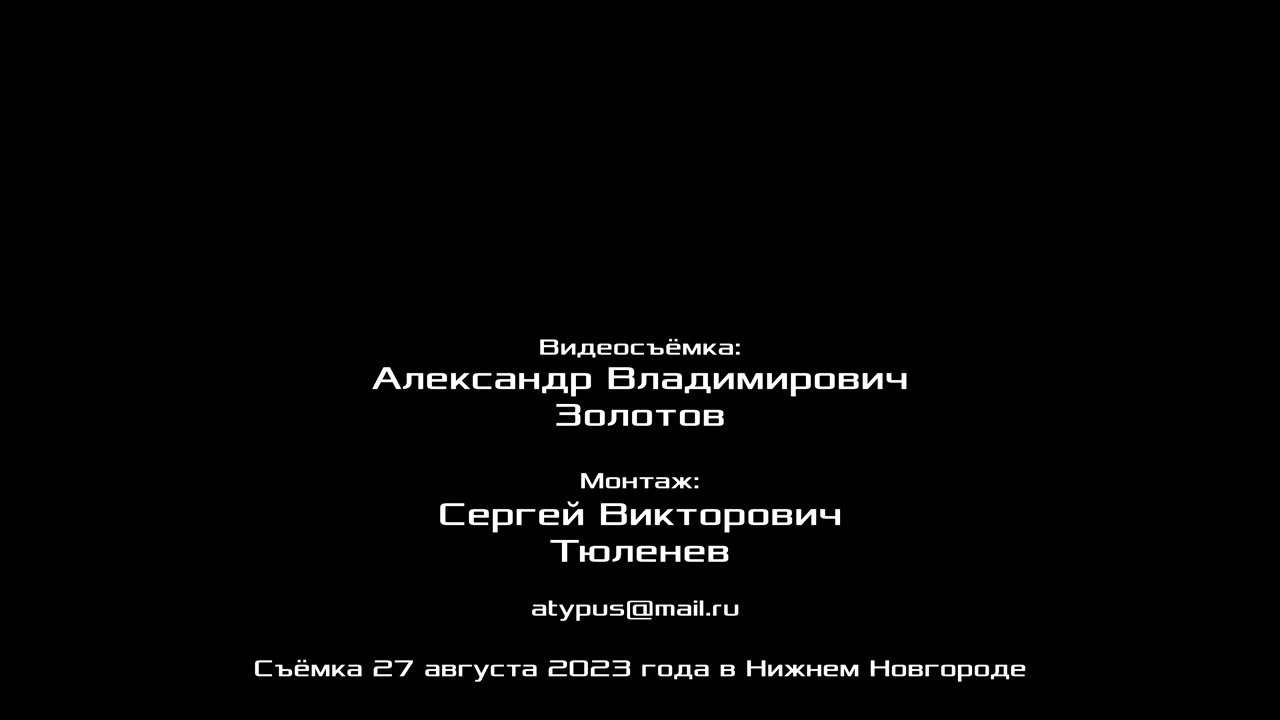 Видеосъёмка:
Александр Владимирович
Золотов
Монтаж:
Сергей Викторович
Тюленев
atypus@mail.ru
Съёмка 27 августа 2023 года в Нижнем Новгороде